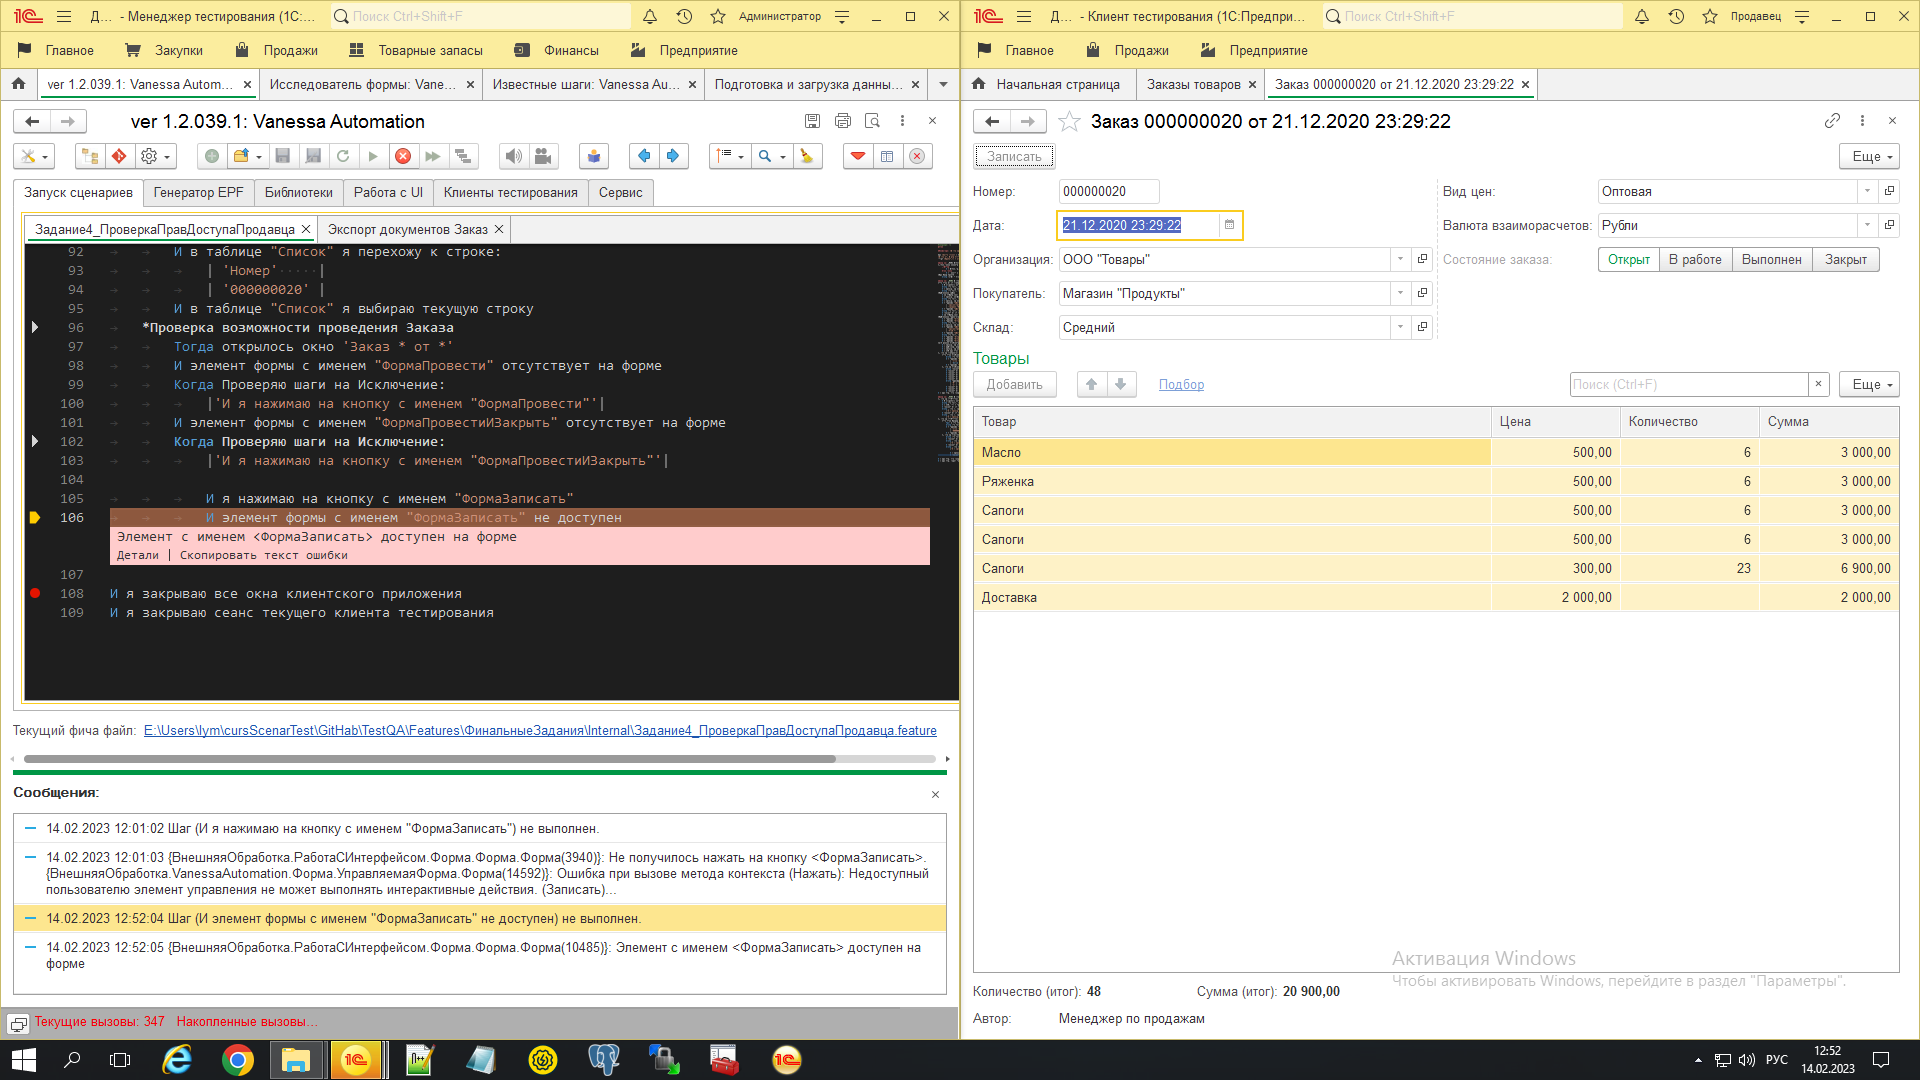 Д... - Менеджер тестирования (1С:...
Поиск Ctrl+Shift+F
Администратор
Главное
Закупки
Продажи
Товарные запасы
Финансы
Предприятие
ver 1.2.039.1: Vanessa Autom...
Исследователь формы: Vane...
Известные шаги: Vanessa Au...
Подготовка и загрузка данны...
ver 1.2.039.1: Vanessa Automation
Запуск сценариев
Генератор EPF
Библиотеки
Работа с UI
Клиенты тестирования
Сервис
Задание4_ПроверкаПравДоступаПродавца
Экспорт документов Заказ
92 И в таблице "Список" я перехожу к строке:
93 | 'Номер' |
94 | '000000020' |
95 И в таблице "Список" я выбираю текущую строку
96 *Проверка возможности проведения Заказа
97 Тогда открылось окно 'Заказ * от *'
98 И элемент формы с именем "ФормаПровести" отсутствует на форме
99 Когда Проверяю шаги на Исключение:
100 |'И я нажимаю на кнопку с именем "ФормаПровести"'|
101 И элемент формы с именем "ФормаПровестиИЗакрыть" отсутствует на форме
102 Когда Проверяю шаги на Исключение:
103 |'И я нажимаю на кнопку с именем "ФормаПровестиИЗакрыть"'|
104
105 И я нажимаю на кнопку с именем "ФормаЗаписать"
106 И элемент формы с именем "ФормаЗаписать" не доступен
Элемент с именем <ФормаЗаписать> доступен на форме
Детали | Скопировать текст ошибки
107
108 И я закрываю все окна клиентского приложения
109 И я закрываю сеанс текущего клиента тестирования
Текущий фича файл: E:\Users\lym\cursScenarTest\GitHab\TestQA\Features\ФинальныеЗадания\Internal\Задание4_ПроверкаПравДоступаПродавца.feature
Сообщения:
14.02.2023 12:01:02 Шаг (И я нажимаю на кнопку с именем "ФормаЗаписать") не выполнен.
14.02.2023 12:01:03 {ВнешняяОбработка.РаботаСИнтерфейсом.Форма.Форма.Форма(3940)}: Не получилось нажать на кнопку <ФормаЗаписать>.
{ВнешняяОбработка.VanessaAutomation.Форма.УправляемаяФорма.Форма(14592)}: Ошибка при вызове метода контекста (Нажать): Недоступный
пользователю элемент управления не может выполнять интерактивные действия. (Записать)...
14.02.2023 12:52:04 Шаг (И элемент формы с именем "ФормаЗаписать" не доступен) не выполнен.
14.02.2023 12:52:05 {ВнешняяОбработка.РаботаСИнтерфейсом.Форма.Форма.Форма(10485)}: Элемент с именем <ФормаЗаписать> доступен на
форме
Текущие вызовы: 347 Накопленные вызовы...
Д... - Клиент тестирования (1С:Предпри...
Поиск Ctrl+Shift+F
Продавец
Главное
Продажи
Предприятие
Начальная страница
Заказы товаров
Заказ 000000020 от 21.12.2020 23:29:22
Заказ 000000020 от 21.12.2020 23:29:22
Записать
Еще
Номер: 000000020
Вид цен: Оптовая
Дата: 21.12.2020 23:29:22
Валюта взаиморасчетов: Рубли
Организация: ООО "Товары"
Состояние заказа: Открыт В работе Выполнен Закрыт
Покупатель: Магазин "Продукты"
Склад: Средний
Товары
Добавить
Подбор
Поиск (Ctrl+F)
Еще
Товар Цена Количество Сумма
Масло 500,00 6 3 000,00
Ряженка 500,00 6 3 000,00
Сапоги 500,00 6 3 000,00
Сапоги 500,00 6 3 000,00
Сапоги 300,00 23 6 900,00
Доставка 2 000,00 2 000,00
Активация Windows
Чтобы активировать Windows, перейдите в раздел "Параметры".
Количество (итог): 48
Сумма (итог): 20 900,00
Автор: Менеджер по продажам
РУС
12:52
14.02.2023